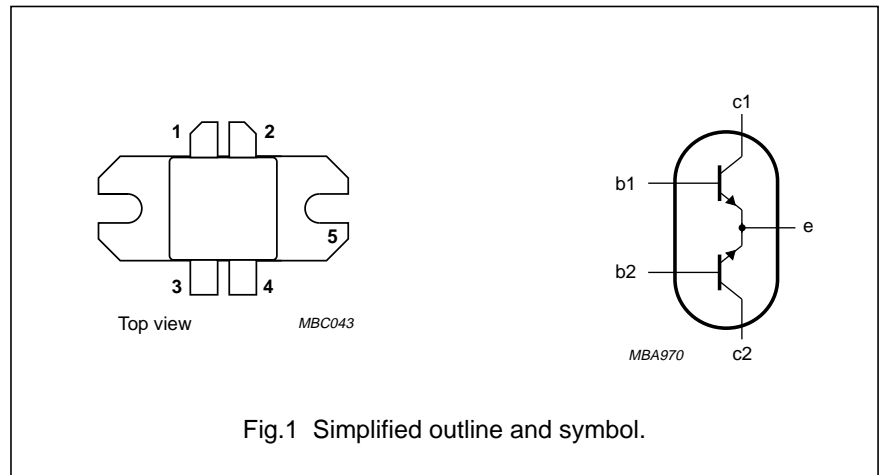 1 2
5
3 4
Top view MBC043
c1
b1
e
b2
MBA970 c2
Fig.1 Simplified outline and symbol.